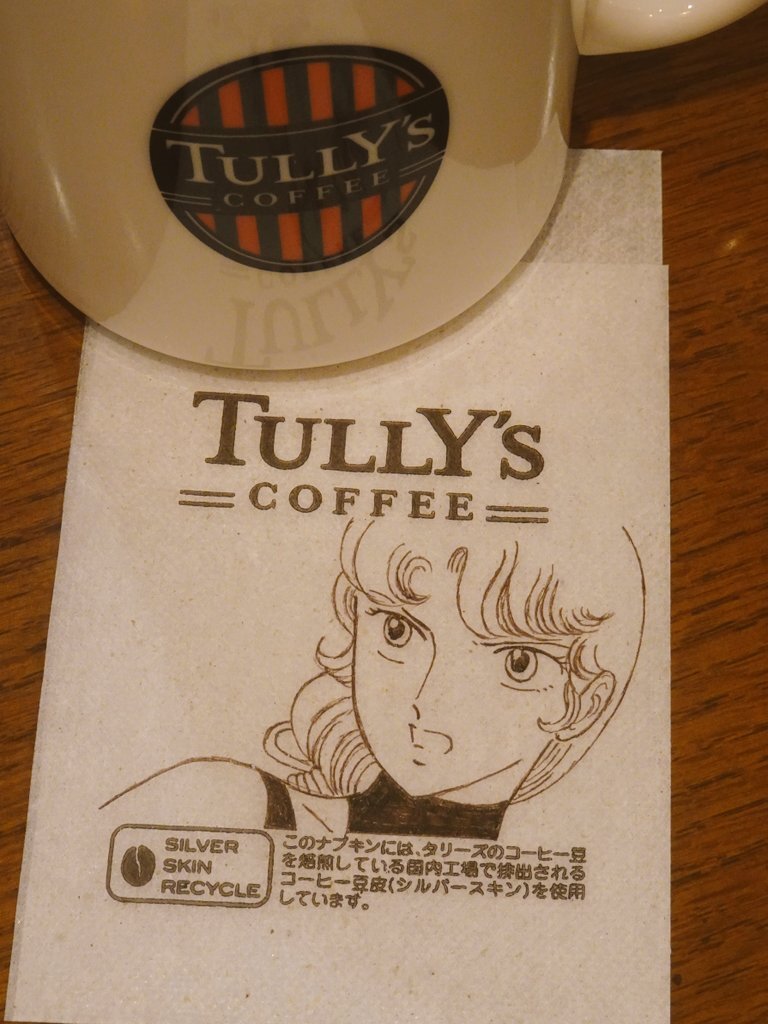 TULLY'S
COFFEE
TULLY'S
COFFEE
SILVER
SKIN
RECYCLE
このナプキンには、タリーズのコーヒー豆
を焙煎している国内工場で排出される
コーヒー豆皮(シルバースキン)を使用
しています。